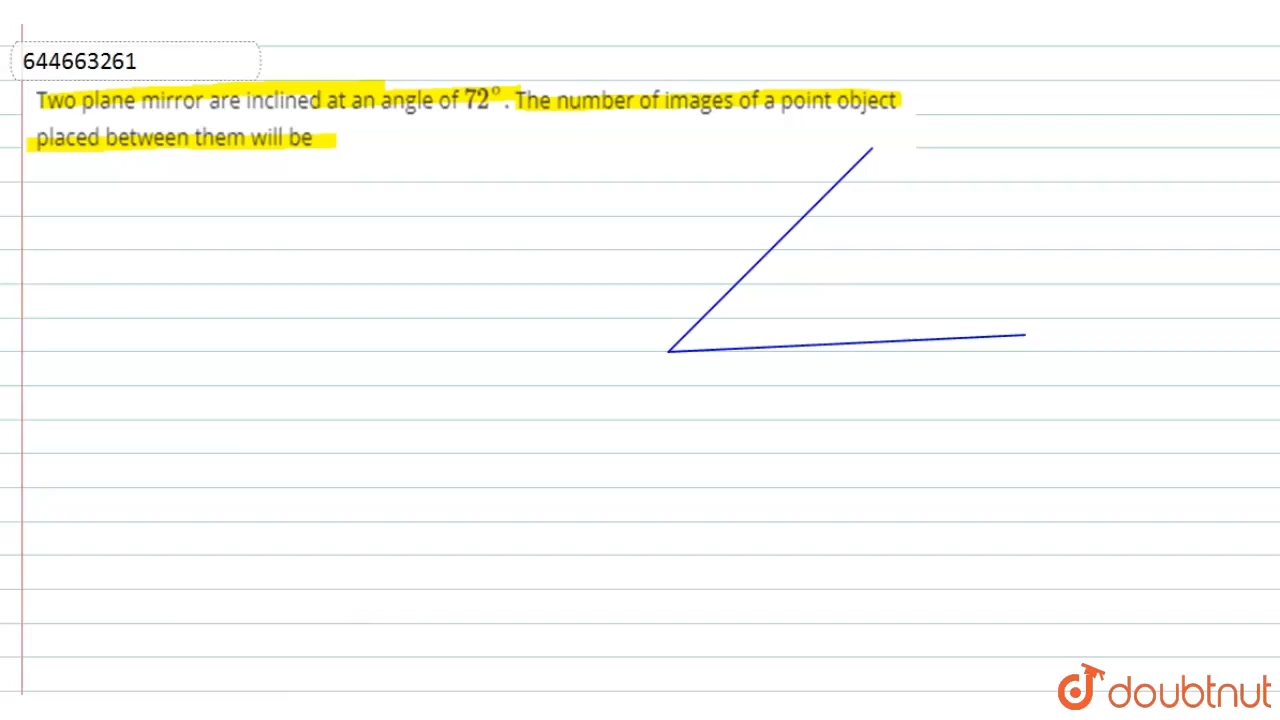 644663261
Two plane mirror are inclined at an angle of 72°. The number of images of a point object
placed between them will be
doubtnut